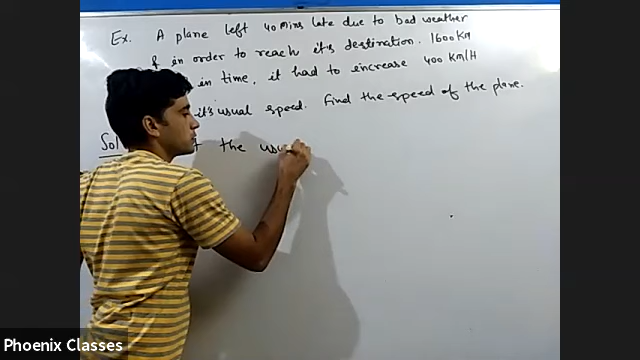 Ex. A plane left 40 mins late due to bad weather
& in order to reach it's destination. 1600 KM
in time, it had to increase 400 KM/H
it's usual speed. Find the speed of the plane.
Sol
the usu
Phoenix Classes